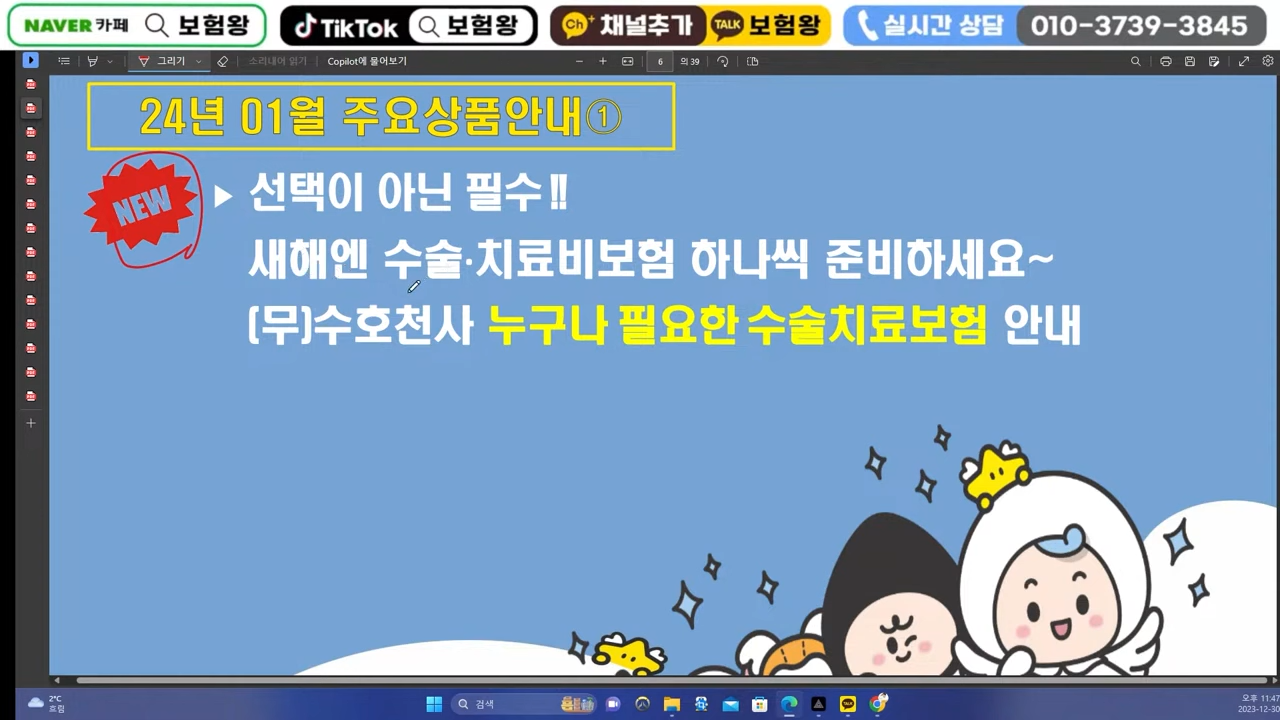 NAVER 카페 보험왕 TikTok 보험왕 Ch+ 채널추가 TALK 보험왕 실시간 상담 010-3739-3845
그리기 소리내어 읽기 Copilot에 물어보기 6 의 39
24년 01월 주요상품안내①
NEW ▶ 선택이 아닌 필수!!
새해엔 수술·치료비보험 하나씩 준비하세요~
(무)수호천사 누구나 필요한 수술치료보험 안내
2°C
흐림
검색
오후 11:47
2023-12-30